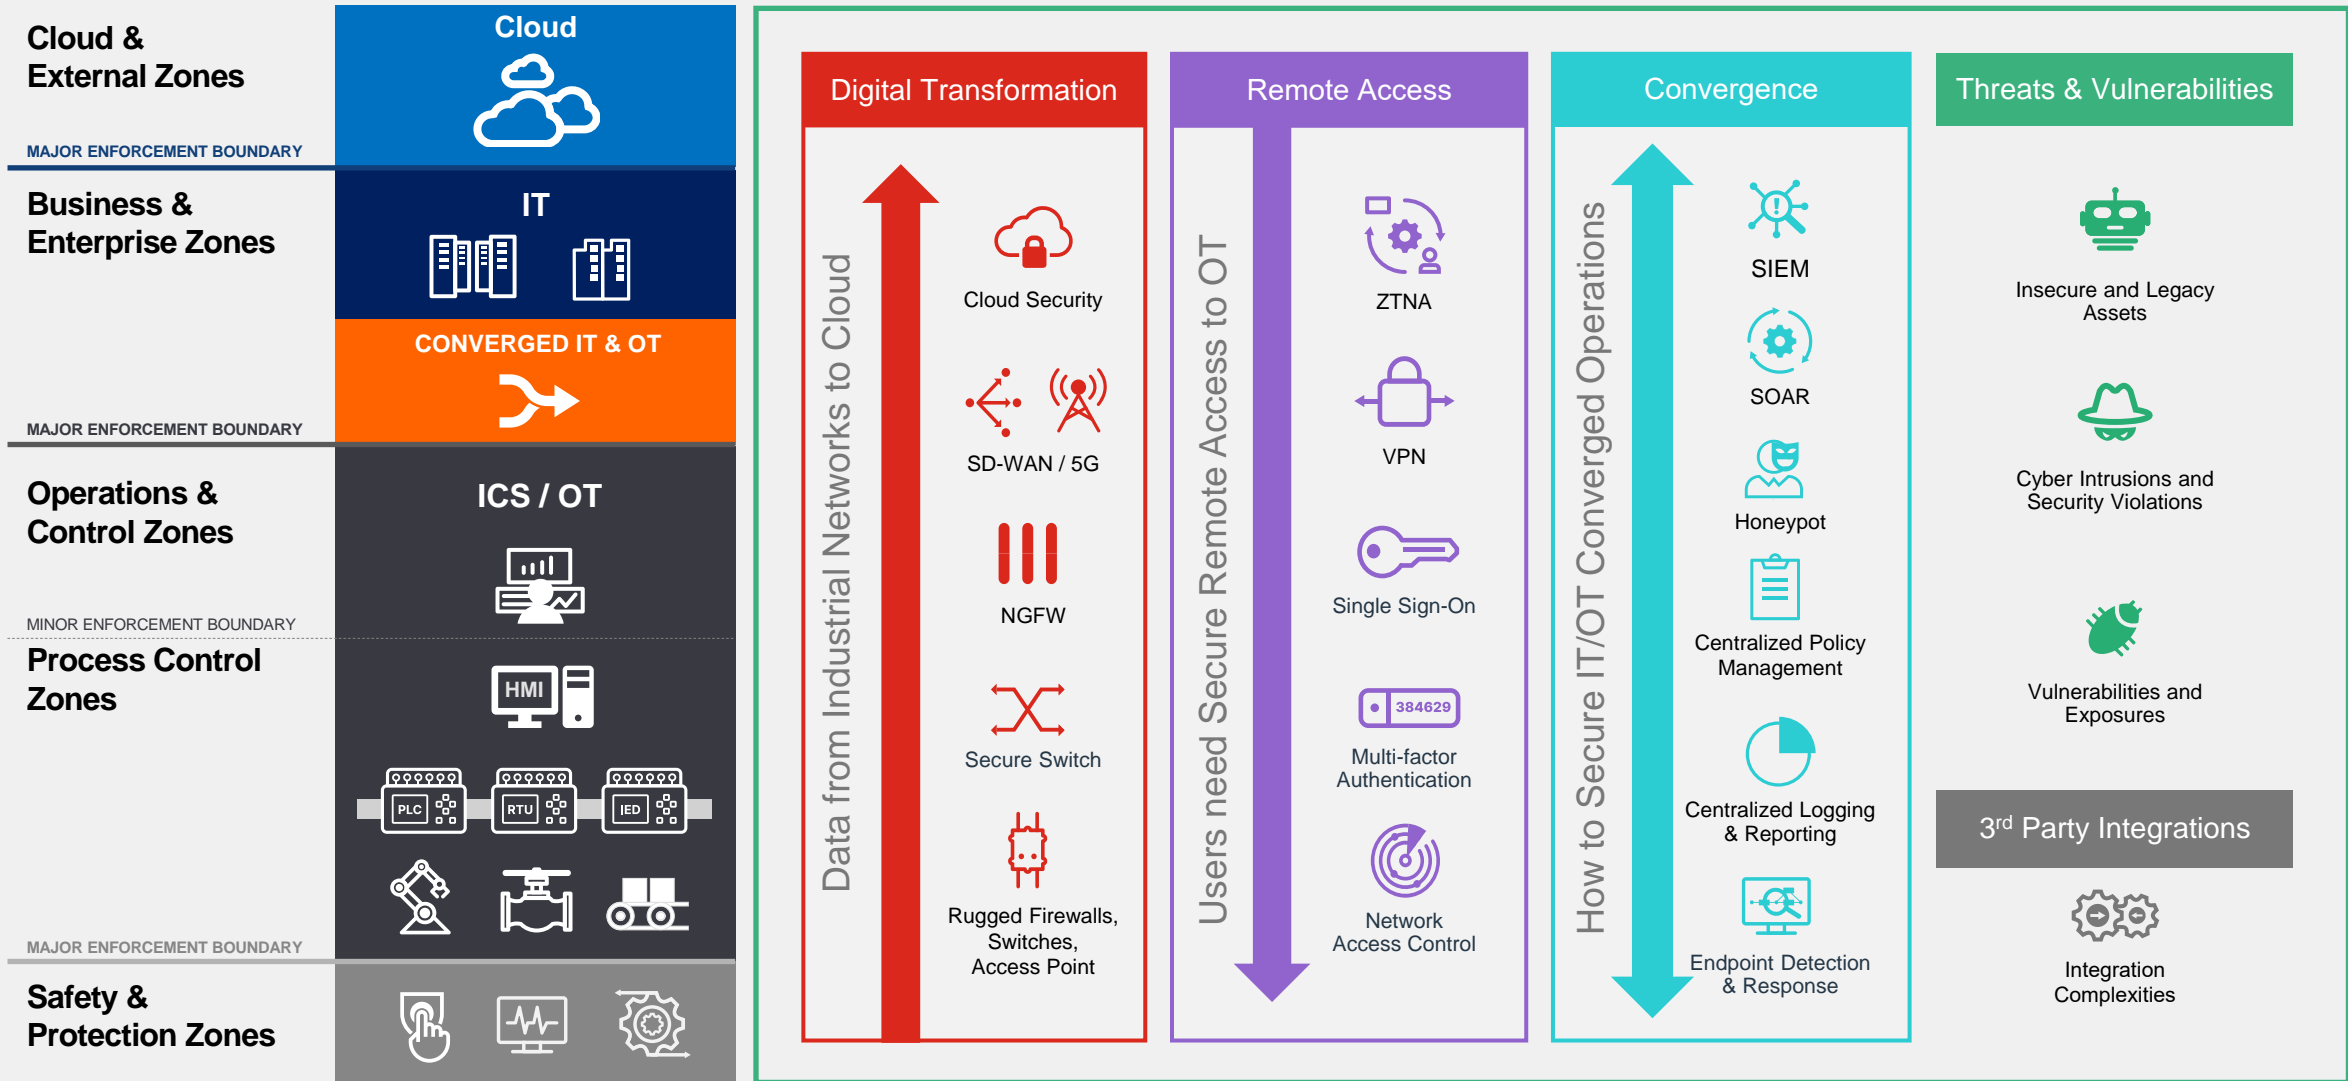 Cloud &
External Zones
MAJOR ENFORCEMENT BOUNDARY
Business &
Enterprise Zones
MAJOR ENFORCEMENT BOUNDARY
Operations &
Control Zones
MINOR ENFORCEMENT BOUNDARY
Process Control
Zones
MAJOR ENFORCEMENT BOUNDARY
Safety &
Protection Zones
Cloud
IT
CONVERGED IT & OT
ICS / OT
HMI
PLC
RTU
IED
Digital Transformation
Data from Industrial Networks to Cloud
Cloud Security
SD-WAN / 5G
NGFW
Secure Switch
Rugged Firewalls,
Switches,
Access Point
Remote Access
Users need Secure Remote Access to OT
ZTNA
VPN
Single Sign-On
384629
Multi-factor
Authentication
Network
Access Control
Convergence
How to Secure IT/OT Converged Operations
SIEM
SOAR
Honeypot
Centralized Policy
Management
Centralized Logging
& Reporting
Endpoint Detection
& Response
Threats & Vulnerabilities
Insecure and Legacy
Assets
Cyber Intrusions and
Security Violations
Vulnerabilities and
Exposures
3rd Party Integrations
Integration
Complexities